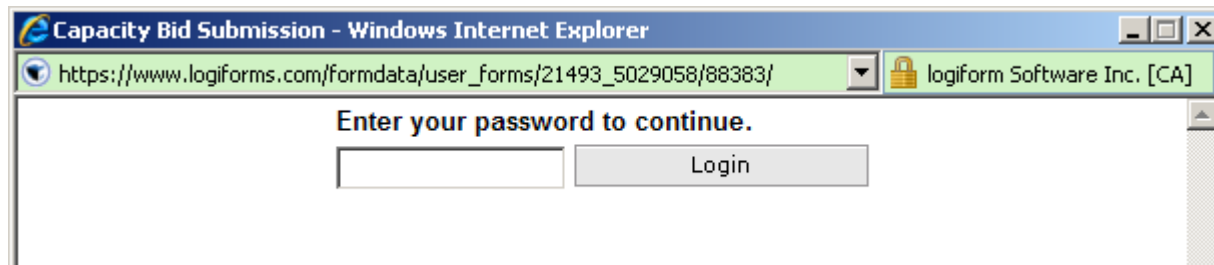 Capacity Bid Submission - Windows Internet Explorer
https://www.logiforms.com/formdata/user_forms/21493_5029058/88383/ logiform Software Inc. [CA]
Enter your password to continue.
Login